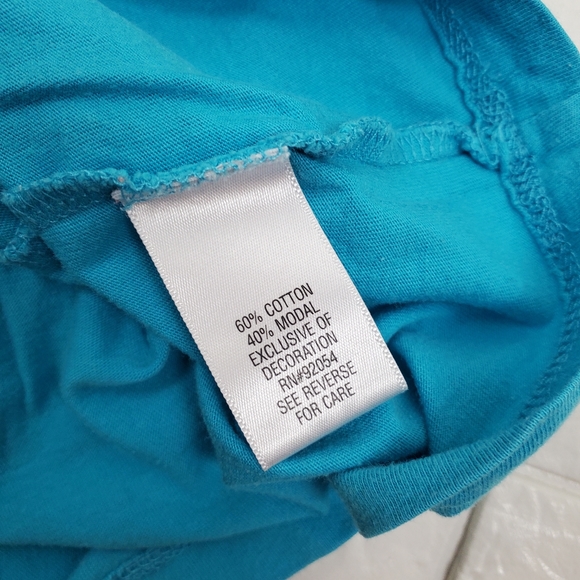 60% COTTON
40% MODAL
EXCLUSIVE OF
DECORATION
RN#92054
SEE REVERSE
FOR CARE